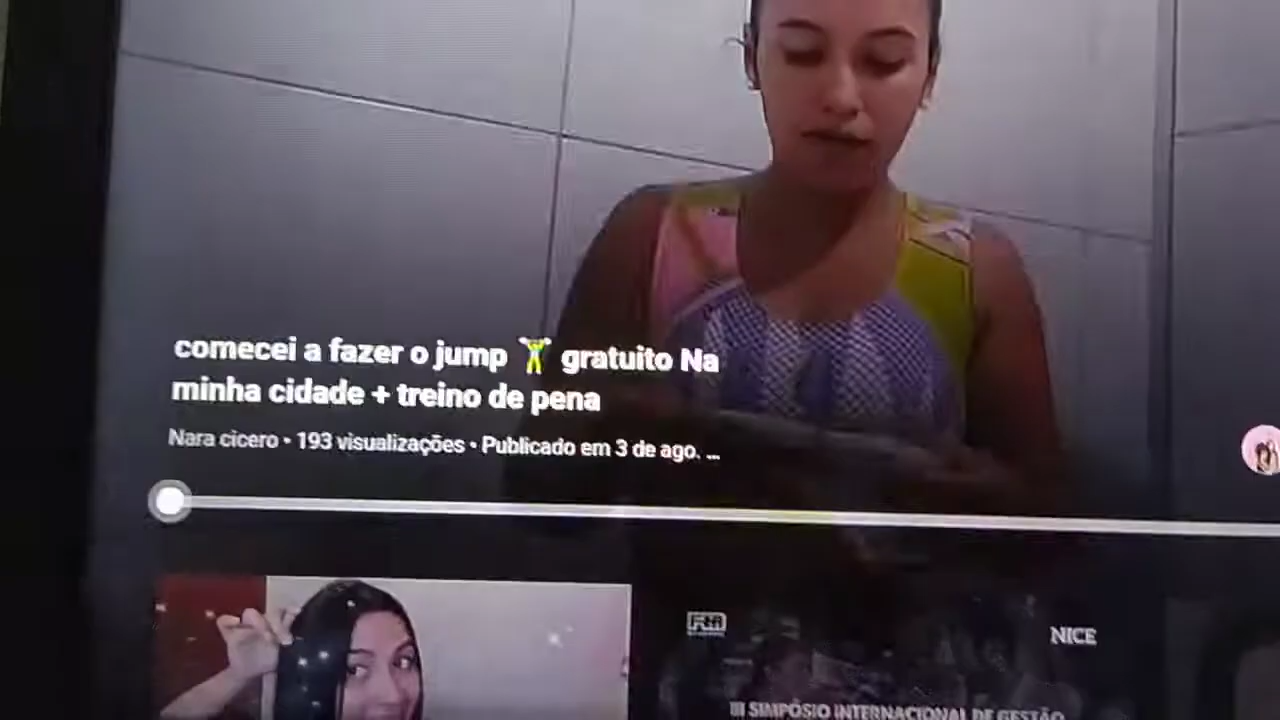 comecei a fazer o jump 🏋 gratuito Na
minha cidade + treino de pena
Nara cicero • 193 visualizações • Publicado em 3 de ago. ...
NICE
III SIMPÓSIO INTERNACIONAL DE GESTÃO